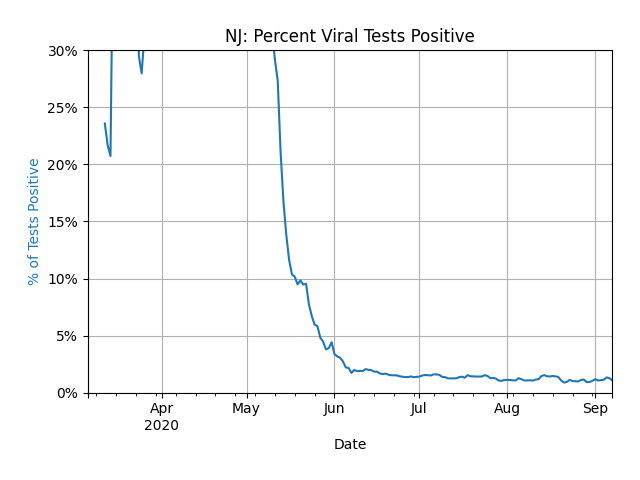 NJ: Percent Viral Tests Positive
30%
25%
20%
15%
10%
5%
0%
% of Tests Positive
Apr May Jun Jul Aug Sep
2020
Date